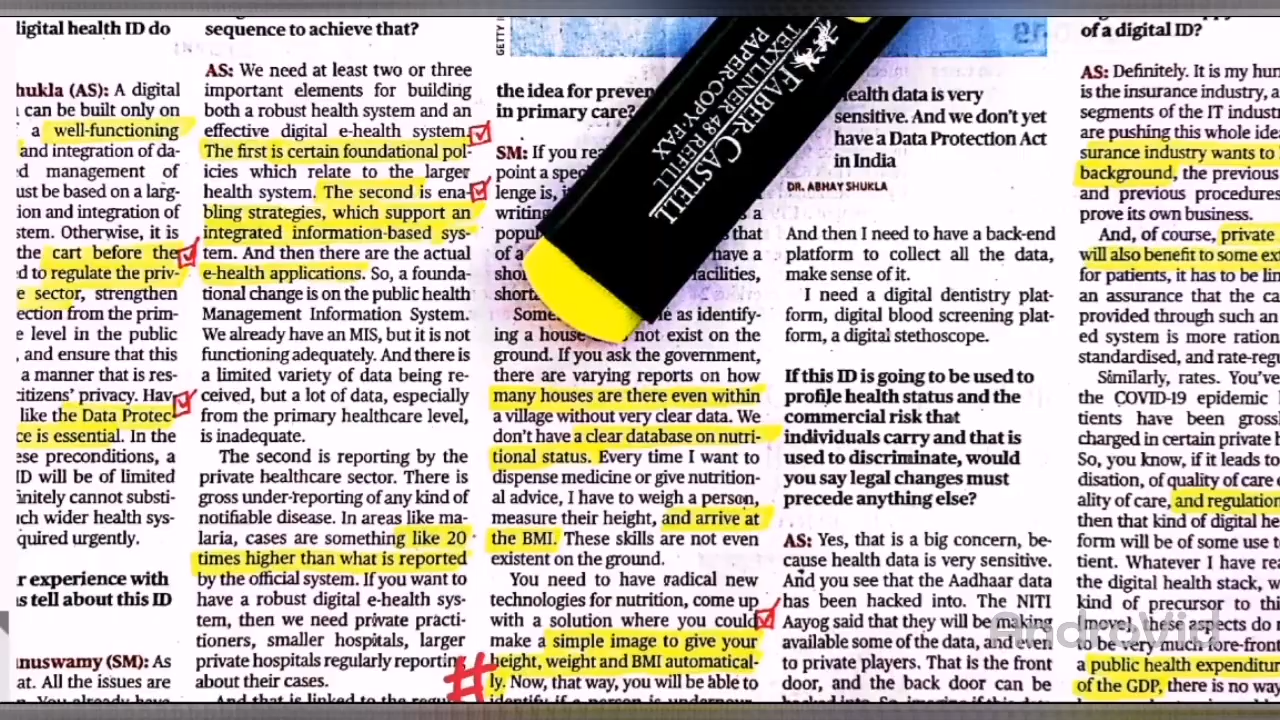 ligital health ID do
hukla (AS): A digital
can be built only on
a well-functioning
and integration of da-
d management of
ust be based on a larg-
ion and integration of
stem. Otherwise, it is
the cart before the
d to regulate the priv-
e sector, strengthen
ection from the prim-
e level in the public
, and ensure that this
a manner that is res-
citizens' privacy. Hav
like the Data Protec
ce is essential. In the
ese preconditions, a
ID will be of limited
initely cannot substi-
ch wider health sys-
quired urgently.
r experience with
s tell about this ID
nuswamy (SM): As
at. All the issues are
sequence to achieve that?
AS: We need at least two or three
important elements for building
both a robust health system and an
effective digital e-health system.
The first is certain foundational pol-
icies which relate to the larger
health system. The second is ena-
bling strategies, which support an
integrated information-based sys-
tem. And then there are the actual
e-health applications. So, a founda-
tional change is on the public health
Management Information System.
We already have an MIS, but it is not
functioning adequately. And there is
a limited variety of data being re-
ceived, but a lot of data, especially
from the primary healthcare level,
is inadequate.
The second is reporting by the
private healthcare sector. There is
gross under-reporting of any kind of
notifiable disease. In areas like ma-
laria, cases are something like 20
times higher than what is reported
by the official system. If you want to
have a robust digital e-health sys-
tem, then we need private practi-
tioners, smaller hospitals, larger
private hospitals regularly reporting
about their cases.
And that is linked to the regu
#
GETTY
the idea for preven
in primary care?
SM: If you rea
point a spec
lenge is, i
writing a
popu that
of a have a
sho facilities,
short
Some le as identify-
ing a house not exist on the
ground. If you ask the government,
there are varying reports on how
many houses are there even within
a village without very clear data. We
don't have a clear database on nutri-
tional status. Every time I want to
dispense medicine or give nutrition-
al advice, I have to weigh a person,
measure their height, and arrive at
the BMI. These skills are not even
existent on the ground.
You need to have radical new
technologies for nutrition, come up
with a solution where you could
make a simple image to give your
height, weight and BMI automatical-
ly. Now, that way, you will be able to
identify if a person is undernour
FABER-CASTELL
TEXTLINER 48 REFILL
PAPER·COPY·FAX
ealth data is very
sensitive. And we don't yet
have a Data Protection Act
in India
DR. ABHAY SHUKLA
And then I need to have a back-end
platform to collect all the data,
make sense of it.
I need a digital dentistry plat-
form, digital blood screening plat-
form, a digital stethoscope.
If this ID is going to be used to
profile health status and the
commercial risk that
individuals carry and that is
used to discriminate, would
you say legal changes must
precede anything else?
AS: Yes, that is a big concern, be-
cause health data is very sensitive.
And you see that the Aadhaar data
has been hacked into. The NITI
Aayog said that they will be making
available some of the data, and even
to private players. That is the front
door, and the back door can be
of a digital ID?
AS: Definitely. It is my hun
is the insurance industry, a
segments of the IT industr
are pushing this whole ide
surance industry wants to
background, the previous
and previous procedures
prove its own business.
And, of course, private
will also benefit to some ex
for patients, it has to be lin
an assurance that the ca
provided through such an
ed system is more ration
standardised, and rate-reg
Similarly, rates. You've
the COVID-19 epidemic
tients have been gross
charged in certain private h
So, you know, if it leads to
disation, of quality of care
ality of care, and regulation
then that kind of digital he
form will be of some use t
tient. Whatever I have rea
the digital health stack, w
kind of precursor to thi
move), these aspects do n
to be very much fore-front
a public health expenditur
of the GDP, there is no way
AndroVid